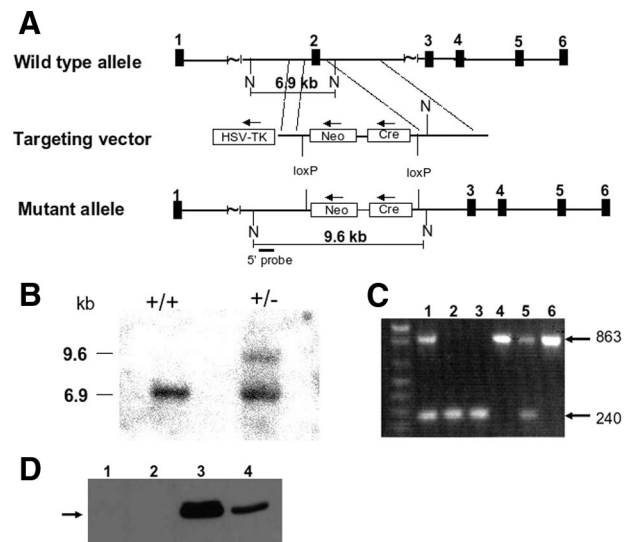 A
1 2 3 4 5 6
Wild type allele
N N
6.9 kb
N
Targeting vector
HSV-TK Neo Cre
loxP loxP
Mutant allele
1 3 4 5 6
Neo Cre
N N
9.6 kb
5' probe
B
kb +/+ +/-
9.6
6.9
C
1 2 3 4 5 6
863
240
D
1 2 3 4